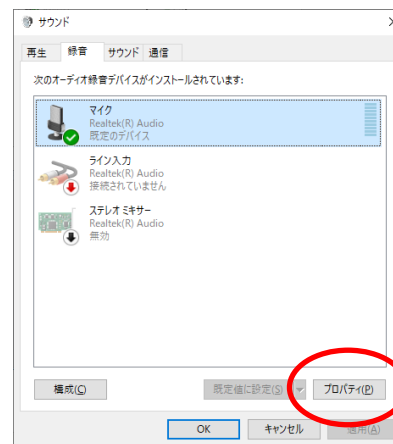 サウンド
再生 録音 サウンド 通信
次のオーディオ録音デバイスがインストールされています:
マイク
Realtek(R) Audio
既定のデバイス
ライン入力
Realtek(R) Audio
接続されていません
ステレオ ミキサー
Realtek(R) Audio
無効
構成(C) 既定値に設定(S) プロパティ(P)
OK キャンセル 適用(A)